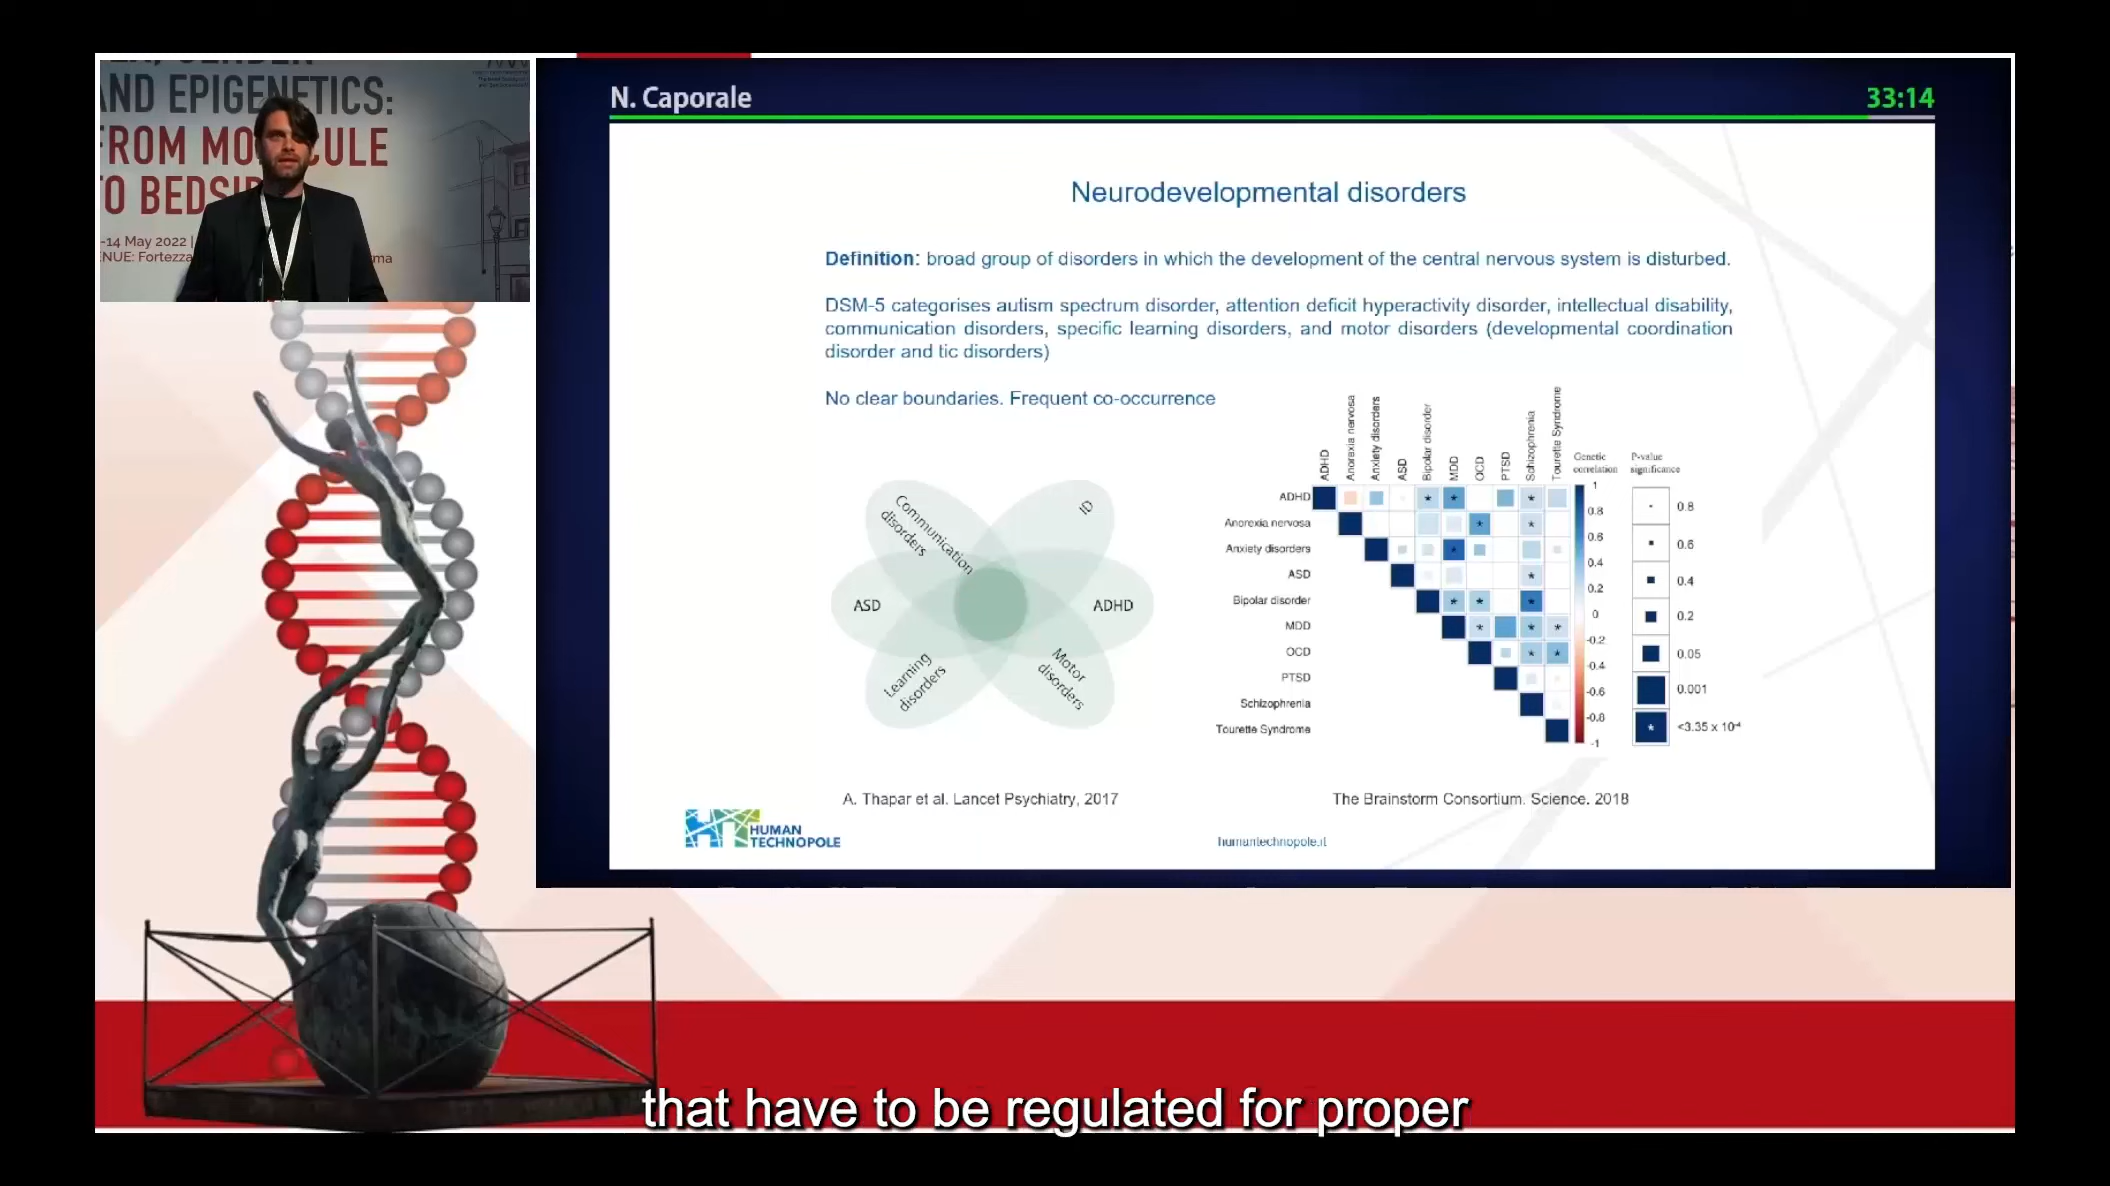 AND EPIGENETICS:
FROM MOLECULE
TO BEDSIDE
-14 May 2022 |
ENUE: Fortezza
N. Caporale
33:14
Neurodevelopmental disorders
Definition: broad group of disorders in which the development of the central nervous system is disturbed.
DSM-5 categorises autism spectrum disorder, attention deficit hyperactivity disorder, intellectual disability,
communication disorders, specific learning disorders, and motor disorders (developmental coordination
disorder and tic disorders)
No clear boundaries. Frequent co-occurrence
Communication
disorders
ID
ASD
ADHD
Learning
disorders
Motor
disorders
A. Thapar et al. Lancet Psychiatry, 2017
ADHD
Anorexia nervosa
Anxiety disorders
ASD
Bipolar disorder
MDD
OCD
PTSD
Schizophrenia
Tourette Syndrome
ADHD
Anorexia nervosa
Anxiety disorders
ASD
Bipolar disorder
MDD
OCD
PTSD
Schizophrenia
Tourette Syndrome
Genetic
correlation
1
0.8
0.6
0.4
0.2
0
-0.2
-0.4
-0.6
-0.8
-1
P-value
significance
0.8
0.6
0.4
0.2
0.05
0.001
<3.35 x 10⁻⁴
The Brainstorm Consortium. Science. 2018
HUMAN
TECHNOPOLE
humantechnopole.it
that have to be regulated for proper